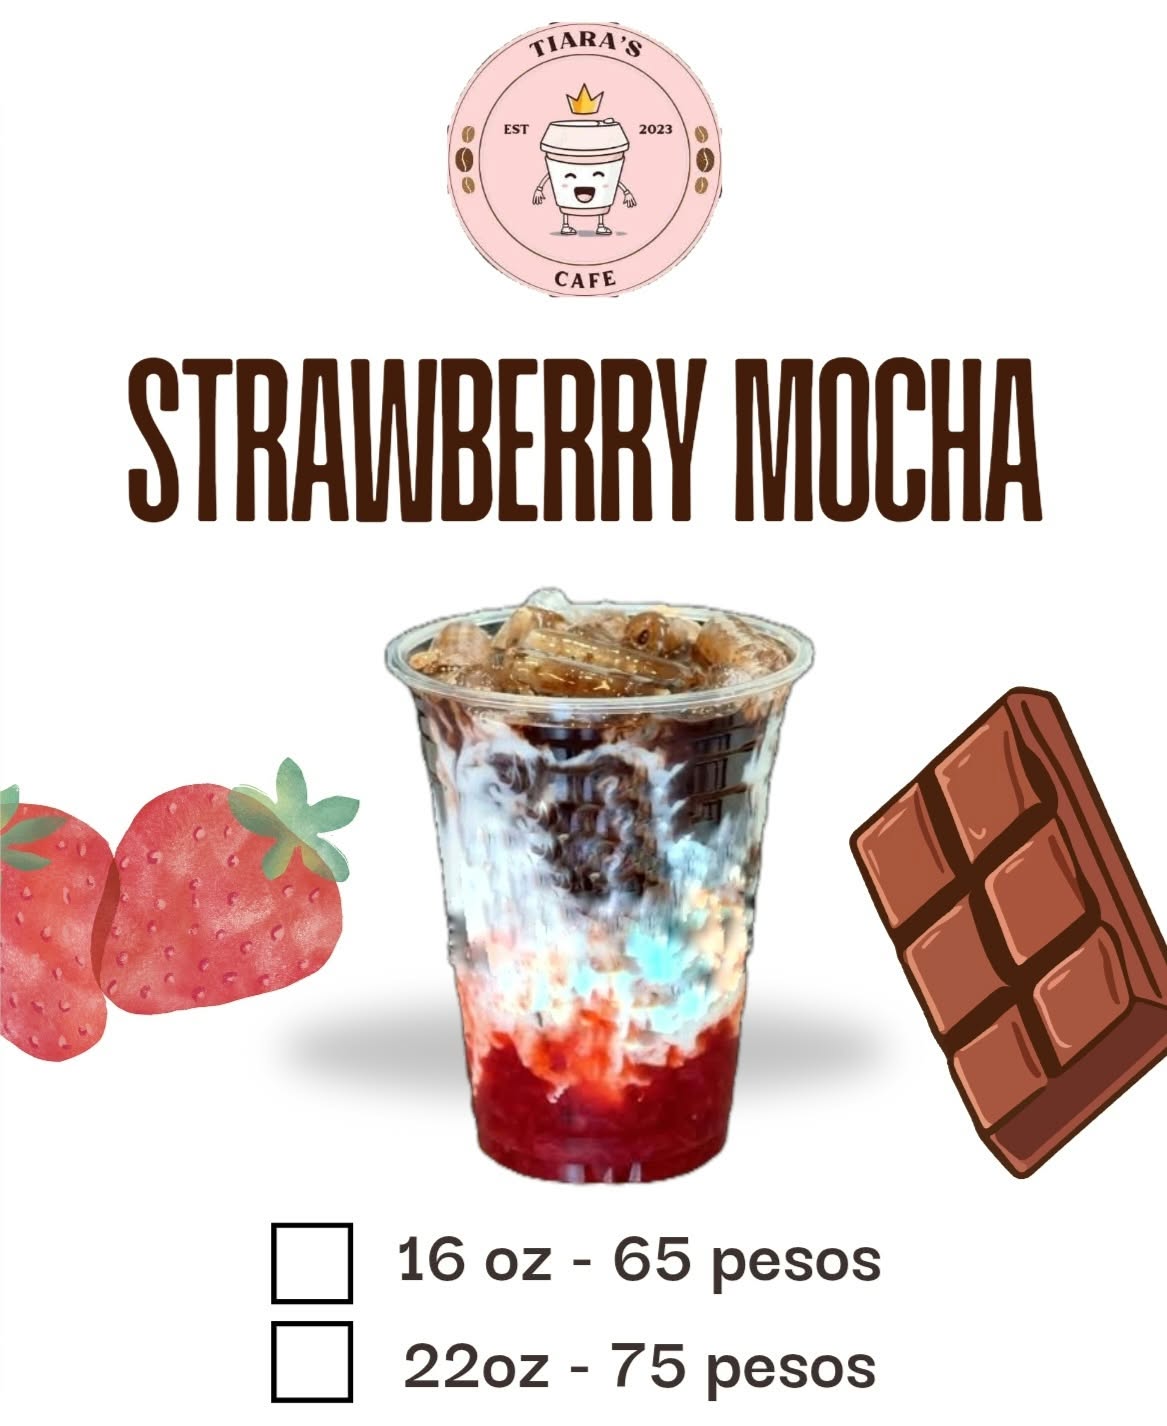 TIARA'S
EST 2023
CAFE
STRAWBERRY MOCHA
16 oz - 65 pesos
22oz - 75 pesos